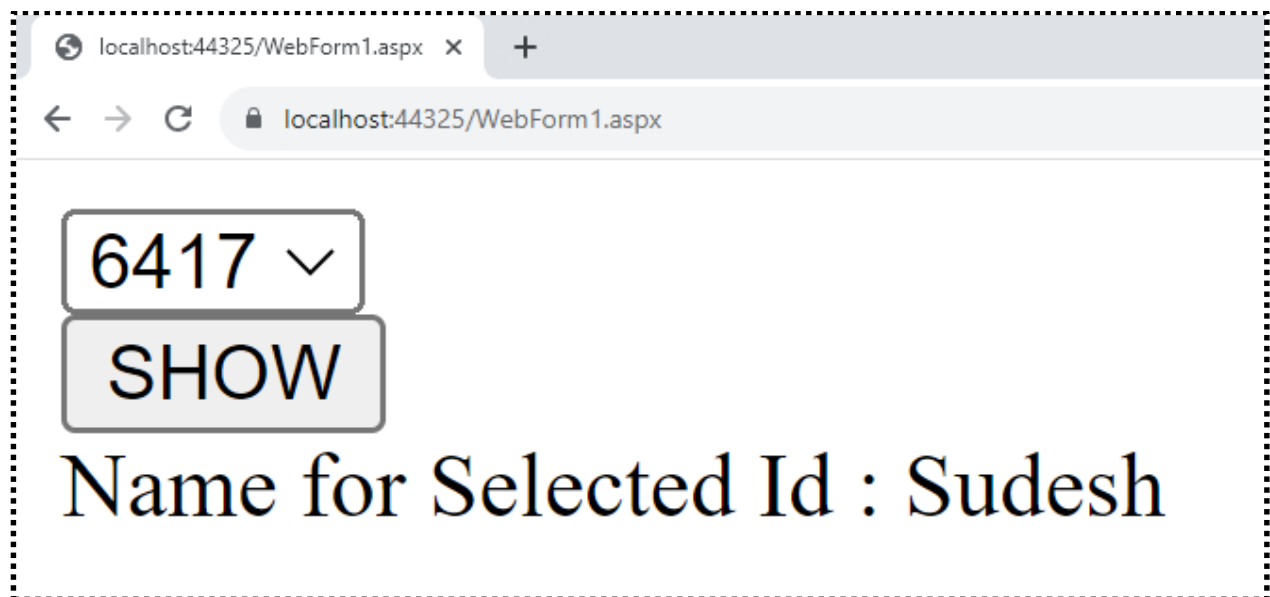 localhost:44325/WebForm1.aspx
localhost:44325/WebForm1.aspx
6417
SHOW
Name for Selected Id : Sudesh